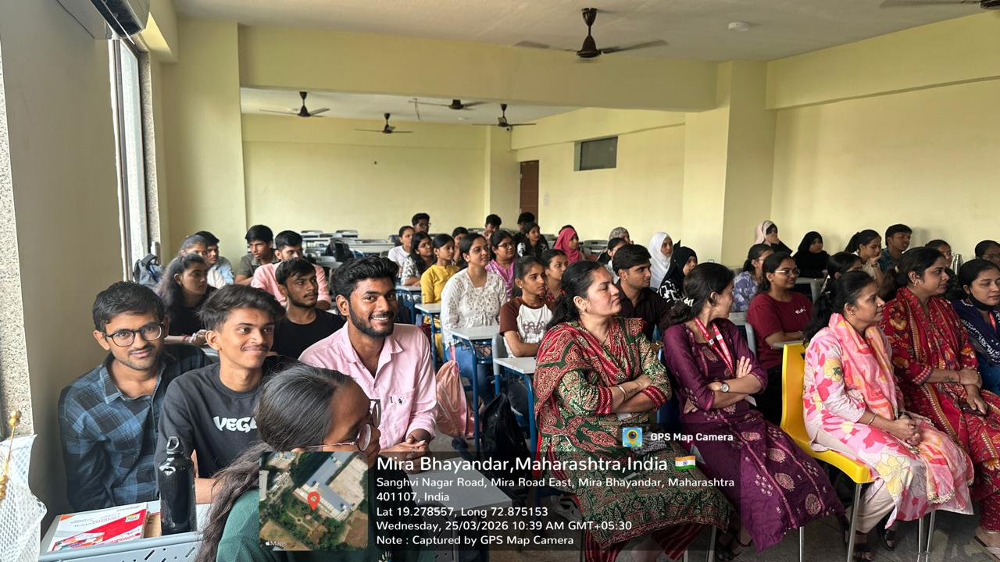 VEGA
GPS Map Camera
Mira Bhayandar,Maharashtra,India 🇮🇳
Sanghvi Nagar Road, Mira Road East, Mira Bhayandar, Maharashtra
401107, India
Lat 19.278557, Long 72.875153
Wednesday, 25/03/2026 10:39 AM GMT+05:30
Note : Captured by GPS Map Camera
Maps